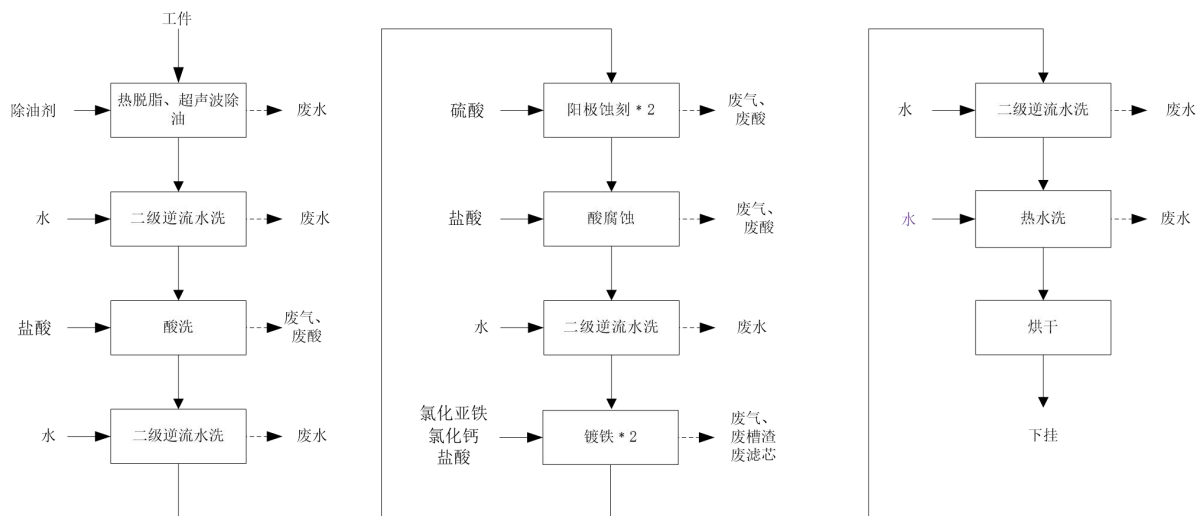 工件
除油剂
热脱脂、超声波除
油
废水
水
二级逆流水洗
废水
盐酸
酸洗
废气、
废酸
水
二级逆流水洗
废水
硫酸
阳极蚀刻*2
废气、
废酸
盐酸
酸腐蚀
废气、
废酸
水
二级逆流水洗
废水
氯化亚铁
氯化钙
盐酸
镀铁*2
废气、
废槽渣
废滤芯
水
二级逆流水洗
废水
水
热水洗
废水
烘干
下挂